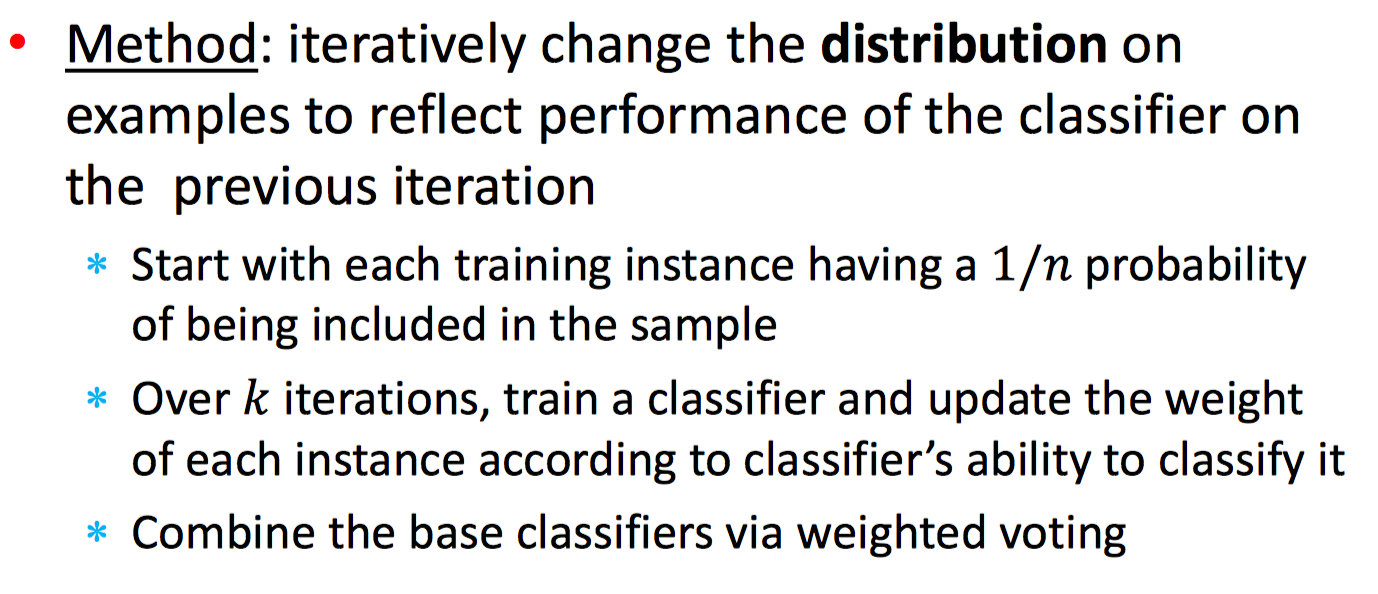 • Method: iteratively change the distribution on
examples to reflect performance of the classifier on
the  previous iteration
* Start with each training instance having a 1/n probability
of being included in the sample
* Over k iterations, train a classifier and update the weight
of each instance according to classifier’s ability to classify it
* Combine the base classifiers via weighted voting